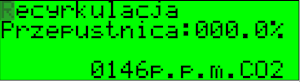 Recyrkulacja
Przepustnica:000.0%
0146p.p.m.CO2